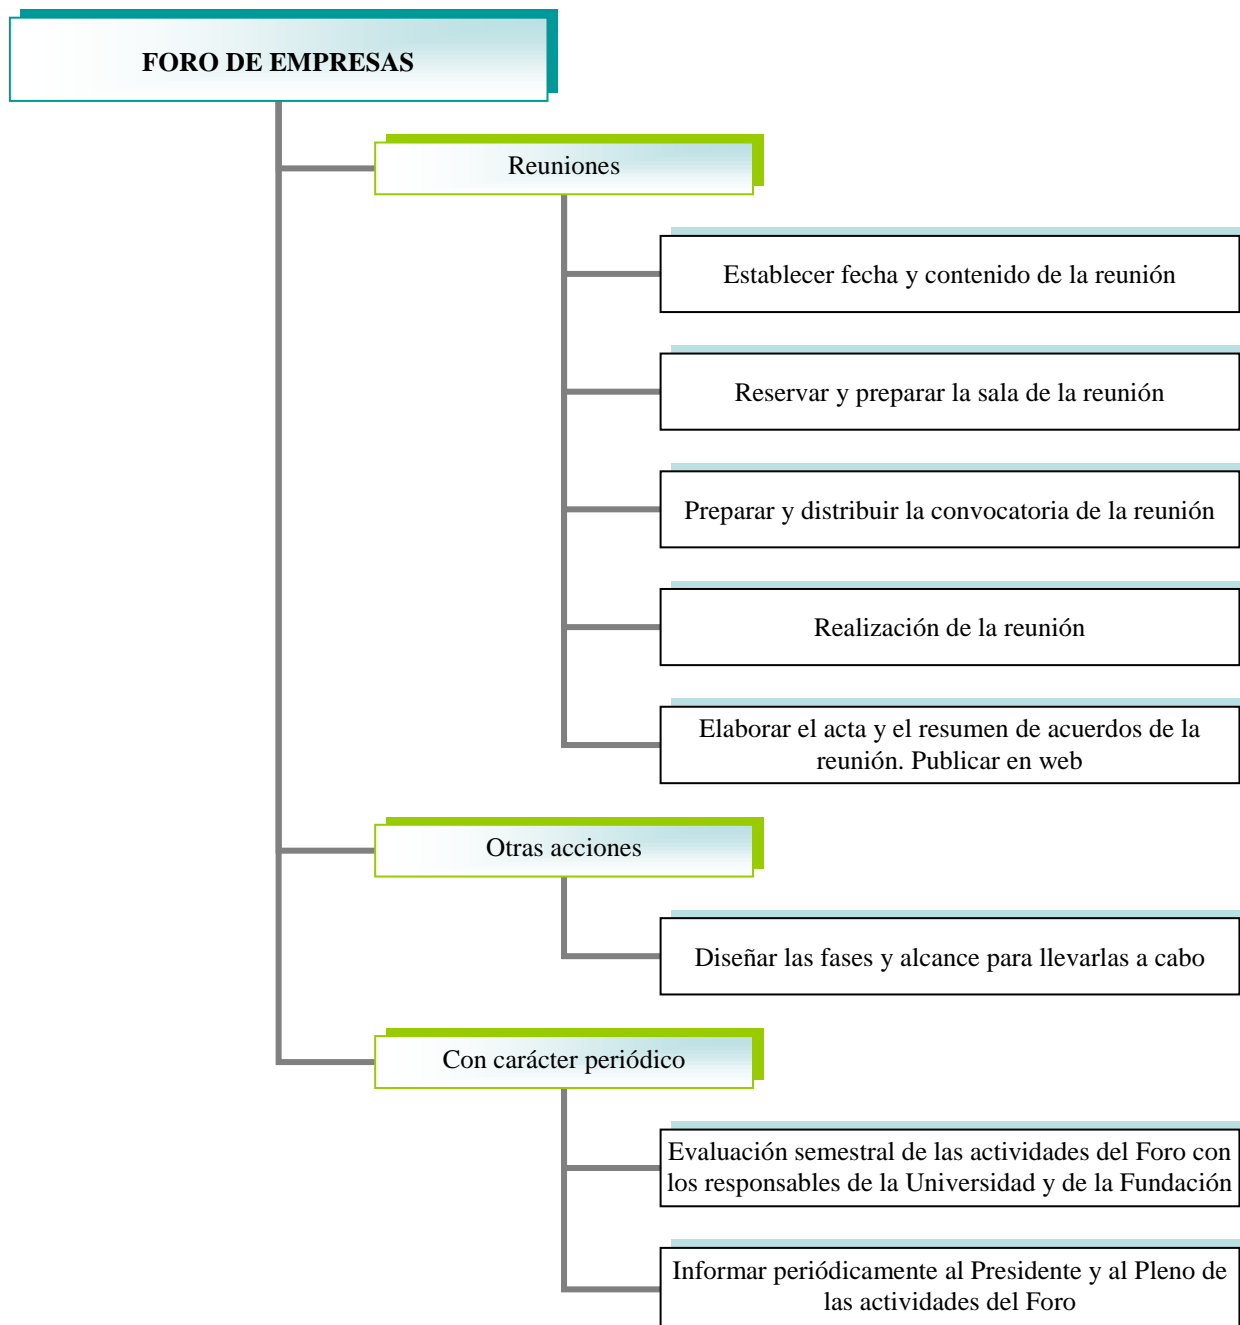 FORO DE EMPRESAS
Reuniones
Establecer fecha y contenido de la reunión
Reservar y preparar la sala de la reunión
Preparar y distribuir la convocatoria de la reunión
Realización de la reunión
Elaborar el acta y el resumen de acuerdos de la
reunión. Publicar en web
Otras acciones
Diseñar las fases y alcance para llevarlas a cabo
Con carácter periódico
Evaluación semestral de las actividades del Foro con
los responsables de la Universidad y de la Fundación
Informar periódicamente al Presidente y al Pleno de
las actividades del Foro